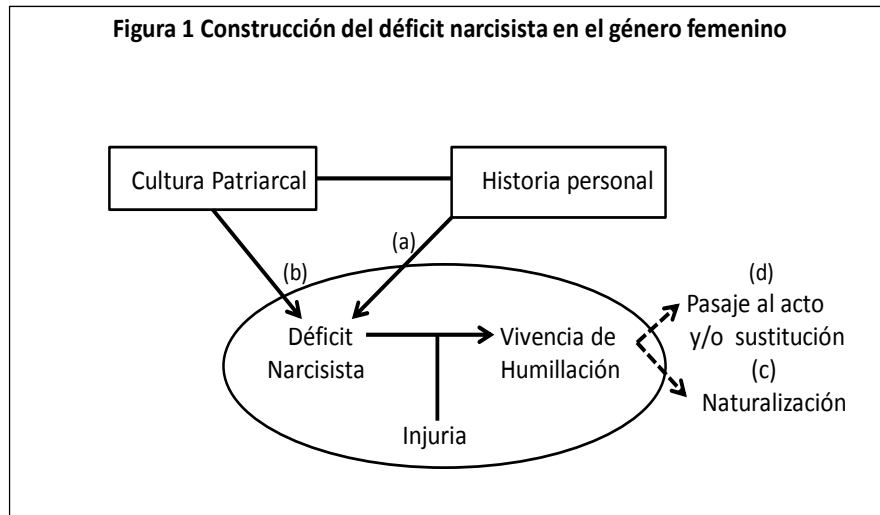 Figura 1 Construcción del déficit narcisista en el género femenino
Cultura Patriarcal
Historia personal
(a)
(b)
(d)
Pasaje al acto
y/o sustitución
Déficit
Narcisista
Vivencia de
Humillación
(c)
Naturalización
Injuria